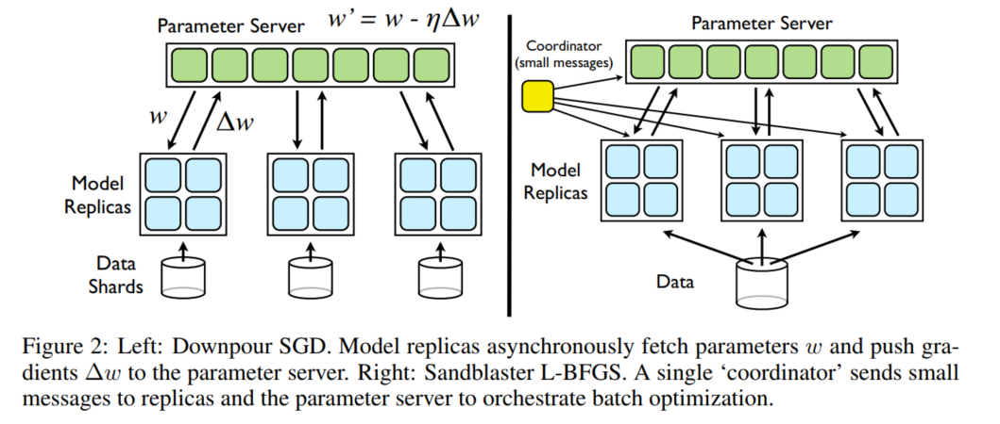 Parameter Server w' = w - ηΔw
w
Δw
Model
Replicas
Data
Shards
Parameter Server
Coordinator
(small messages)
Model
Replicas
Data
Figure 2: Left: Downpour SGD. Model replicas asynchronously fetch parameters w and push gra-
dients Δw to the parameter server. Right: Sandblaster L-BFGS. A single ‘coordinator’ sends small
messages to replicas and the parameter server to orchestrate batch optimization.